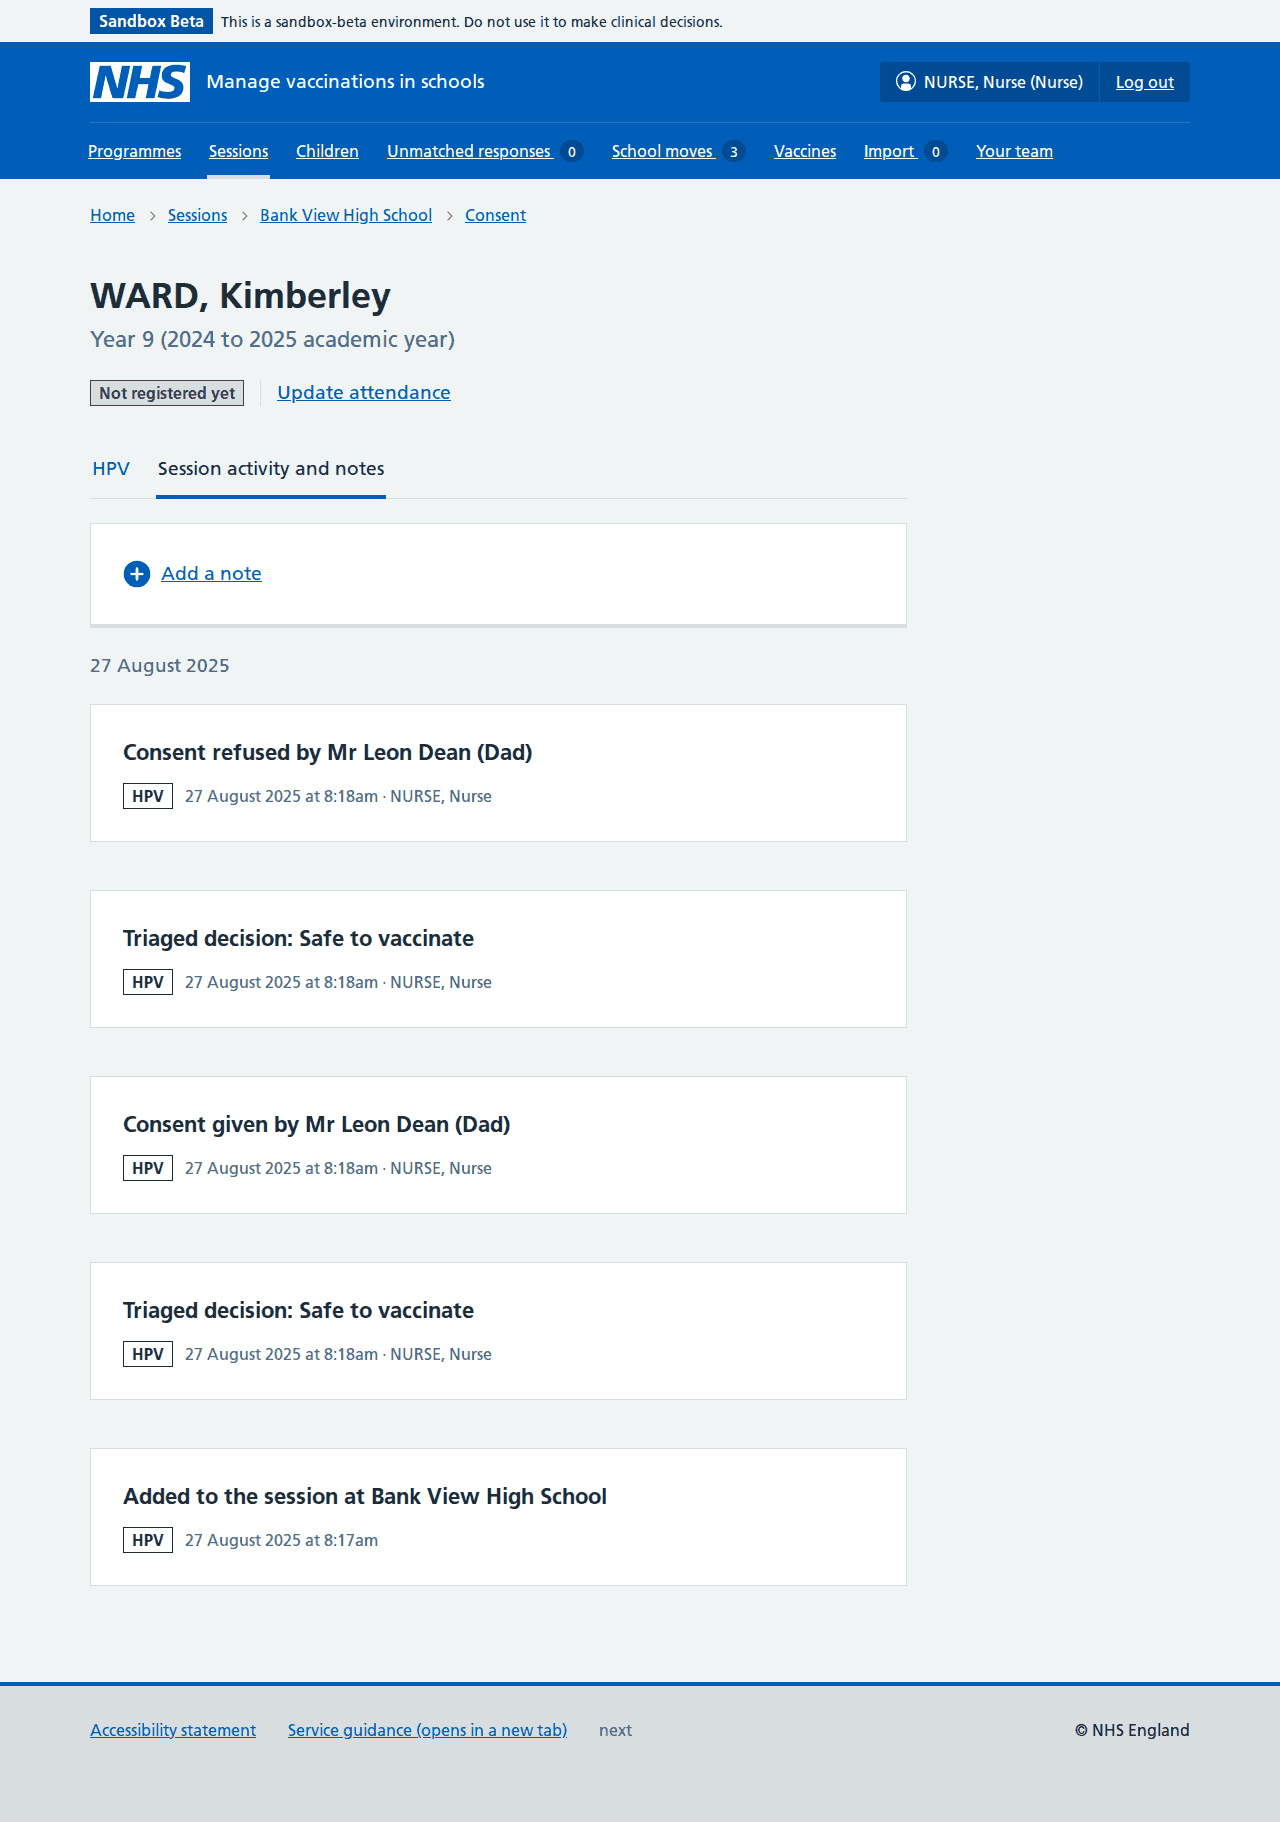 Sandbox Beta This is a sandbox-beta environment. Do not use it to make clinical decisions.
NHS Manage vaccinations in schools NURSE, Nurse (Nurse) Log out
Programmes Sessions Children Unmatched responses 0 School moves 3 Vaccines Import 0 Your team
Home Sessions Bank View High School Consent
WARD, Kimberley
Year 9 (2024 to 2025 academic year)
Not registered yet Update attendance
HPV Session activity and notes
Add a note
27 August 2025
Consent refused by Mr Leon Dean (Dad)
HPV 27 August 2025 at 8:18am · NURSE, Nurse
Triaged decision: Safe to vaccinate
HPV 27 August 2025 at 8:18am · NURSE, Nurse
Consent given by Mr Leon Dean (Dad)
HPV 27 August 2025 at 8:18am · NURSE, Nurse
Triaged decision: Safe to vaccinate
HPV 27 August 2025 at 8:18am · NURSE, Nurse
Added to the session at Bank View High School
HPV 27 August 2025 at 8:17am
Accessibility statement Service guidance (opens in a new tab) next © NHS England